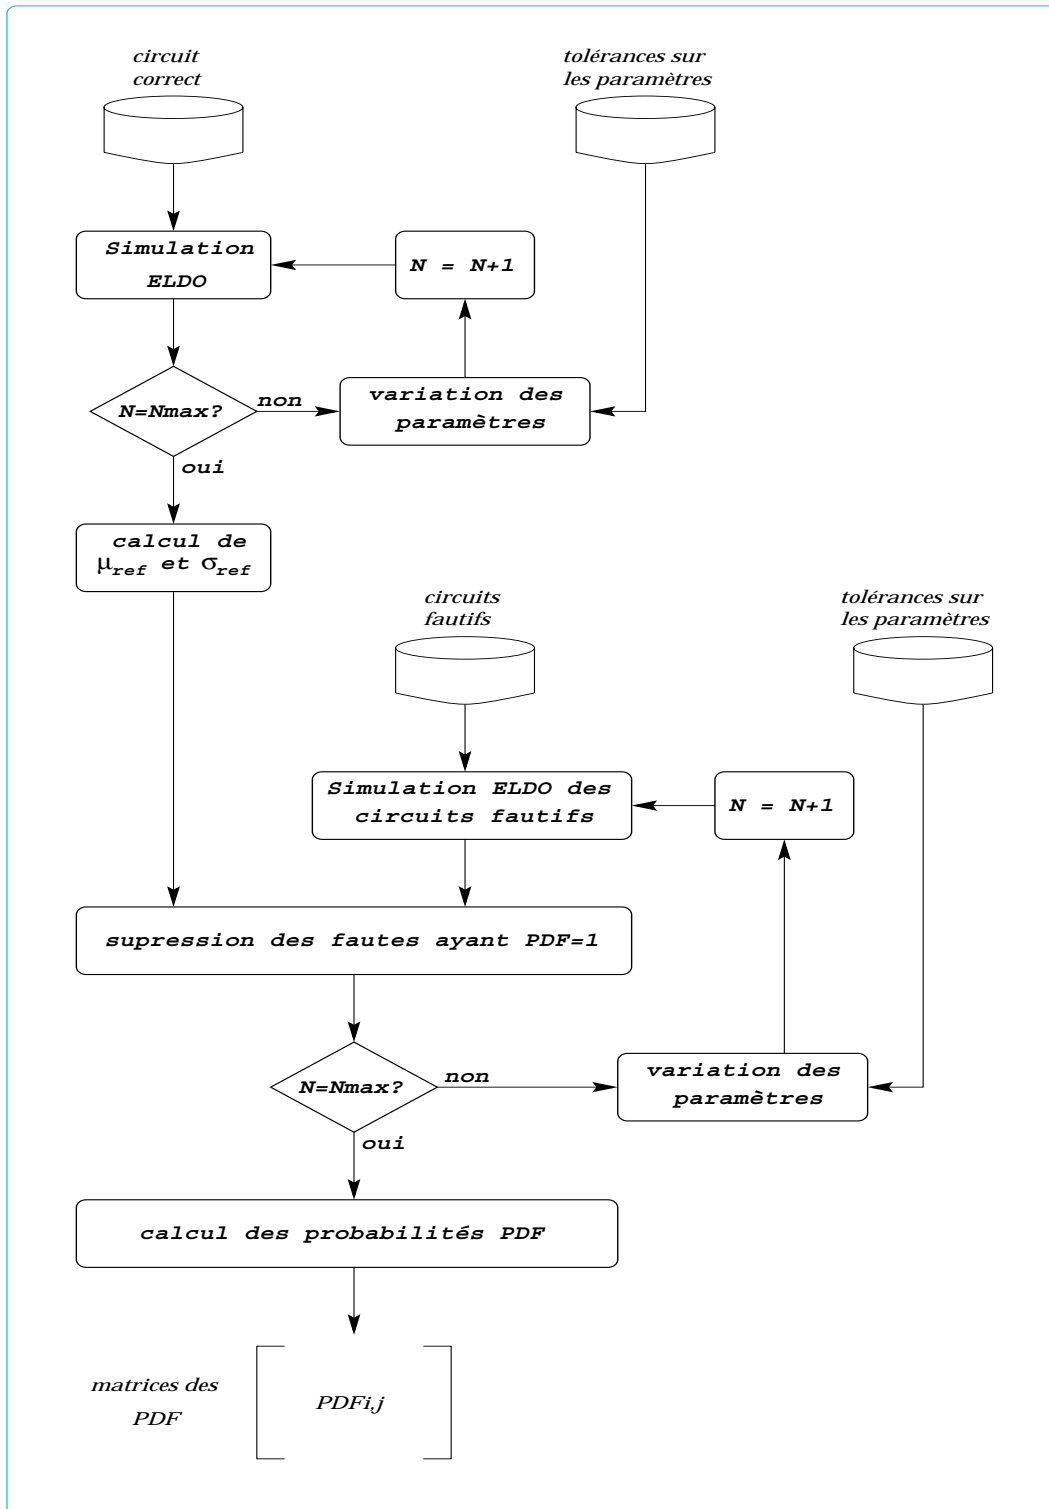 circuit
correct
tolérances sur
les paramètres
Simulation
ELDO
N = N+1
N=Nmax?
non
variation des
paramètres
oui
calcul de
μref et σref
circuits
fautifs
tolérances sur
les paramètres
Simulation ELDO des
circuits fautifs
N = N+1
supression des fautes ayant PDF=1
N=Nmax?
non
variation des
paramètres
oui
calcul des probabilités PDF
matrices des
PDF
PDFi,j